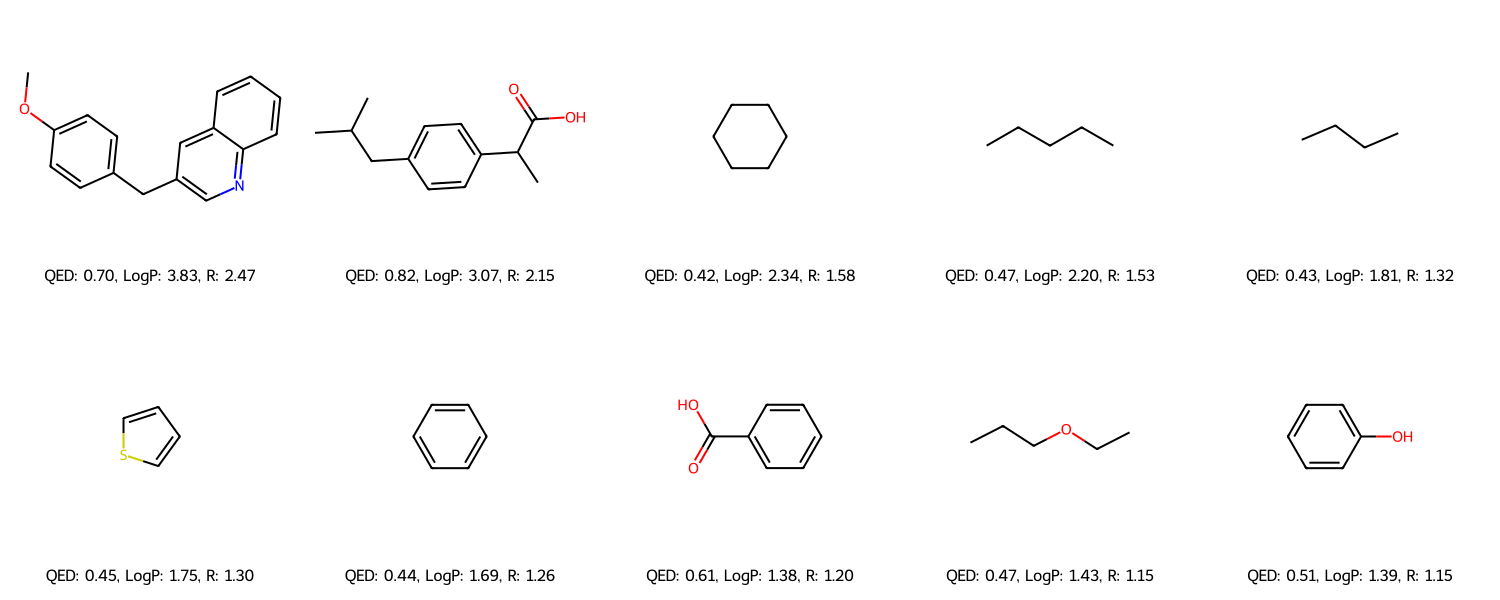 O
N
O
OH
QED: 0.70, LogP: 3.83, R: 2.47
QED: 0.82, LogP: 3.07, R: 2.15
QED: 0.42, LogP: 2.34, R: 1.58
QED: 0.47, LogP: 2.20, R: 1.53
QED: 0.43, LogP: 1.81, R: 1.32
S
HO
O
O
OH
QED: 0.45, LogP: 1.75, R: 1.30
QED: 0.44, LogP: 1.69, R: 1.26
QED: 0.61, LogP: 1.38, R: 1.20
QED: 0.47, LogP: 1.43, R: 1.15
QED: 0.51, LogP: 1.39, R: 1.15